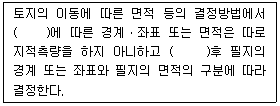 토지의 이동에 따른 면적 등의 결정방법에서
(      )에 따른 경계·좌표 또는 면적은 따로
지적측량을 하지 아니하고 (      )후 필지의
경계 또는 좌표와 필지의 면적의 구분에 따라
결정한다.